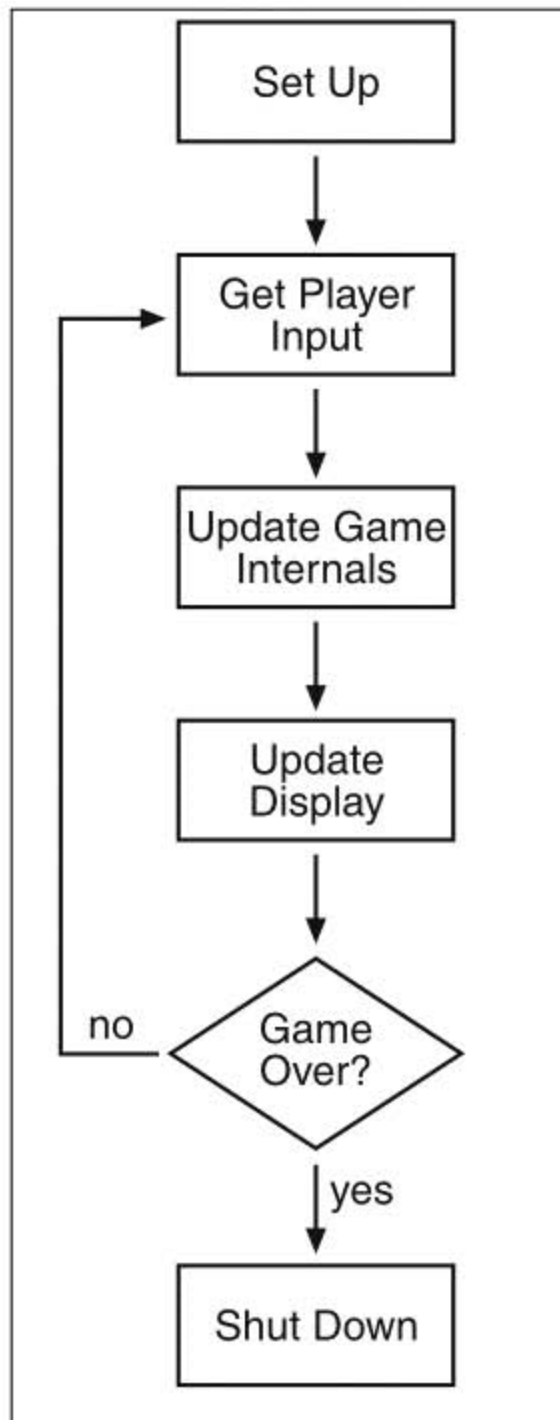 Set Up
Get Player
Input
Update Game
Internals
Update
Display
no
Game
Over?
yes
Shut Down